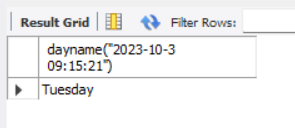 Result Grid Filter Rows:
dayname("2023-10-3
09:15:21")
Tuesday